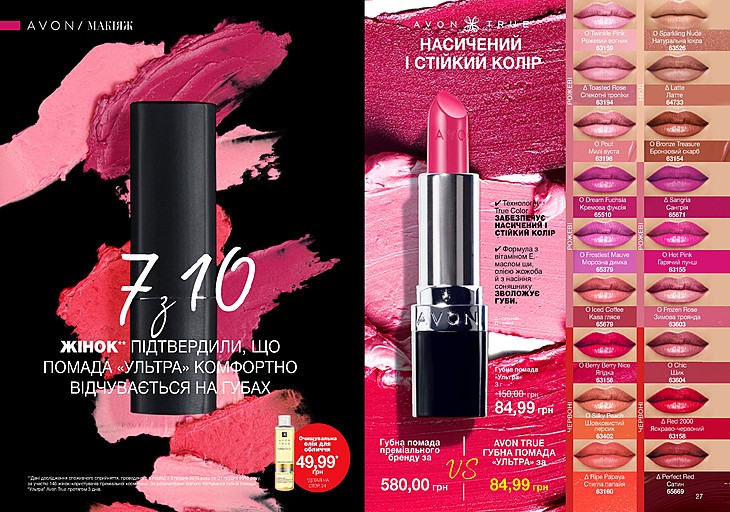 AVON / МАКІЯЖ
7 з 10
ЖІНОК** ПІДТВЕРДИЛИ, ЩО
ПОМАДА «УЛЬТРА» КОМФОРТНО
ВІДЧУВАЄТЬСЯ НА ГУБАХ
Очищувальна
олія для
обличчя
49,99*
грн
*ДЕТАЛІ НА
СТОР. 24
AVON TRUE
НАСИЧЕНИЙ
І СТІЙКИЙ КОЛІР
AVON
✔ Технологія
True Color
ЗАБЕЗПЕЧУЄ
НАСИЧЕНИЙ І
СТІЙКИЙ КОЛІР
✔ Формула з
вітаміном Е,
маслом ши,
олією жожоба
й з насіння
соняшнику
ЗВОЛОЖУЄ
ГУБИ.
AVON
Губна помада
«Ультра»
3 г
150,00 грн
84,99 грн
Губна помада
преміального
бренду за
580,00 грн
VS
AVON TRUE
ГУБНА ПОМАДА
«УЛЬТРА» за
84,99 грн
РОЖЕВІ
O Twinkle Pink
Рожевий вогник
63159
O Sparkling Nude
Натуральна іскра
63526
Δ Toasted Rose
Спекотні тропіки
63194
Δ Latte
Латте
64733
O Pout
Милі вуста
63198
O Bronze Treasure
Бронзовий скарб
63154
РОЖЕВІ
O Dream Fuchsia
Кремова фуксія
65510
Δ Sangria
Сангрія
65671
O Frostiest Mauve
Морозна димка
65379
O Hot Pink
Гарячий пунш
63155
O Iced Coffee
Кава гляссе
65679
O Frozen Rose
Зимова троянда
63603
ЧЕРВОНІ
O Berry Berry Nice
Ягідка
63158
O Chic
Шик
63604
O Silky Peach
Шовковистий
персик
63402
Δ Red 2000
Яскраво-червоний
63158
Δ Ripe Papaya
Стигла папайя
63160
Δ Perfect Red
Сатин
65669
27